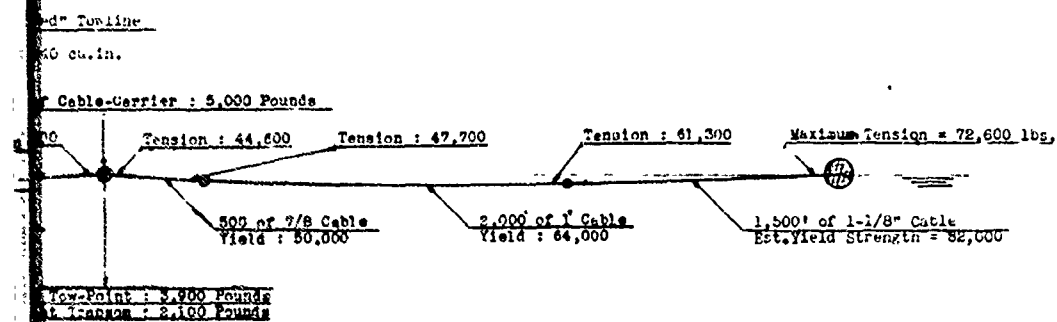 Towline
cu.in.
Cable-Carrier : 5,000 Pounds
Tension : 44,600
Tension : 47,700
Tension : 61,300
Maximum Tension = 72,600 lbs.
500 of 7/8 Cable
Yield : 50,000
2,000' of 1" Cable
Yield : 64,000
1,500' of 1-1/8" Cable
Est.Yield Strength = 82,000
Tow-Point : 3,900 Pounds
t Transom : 2,100 Pounds